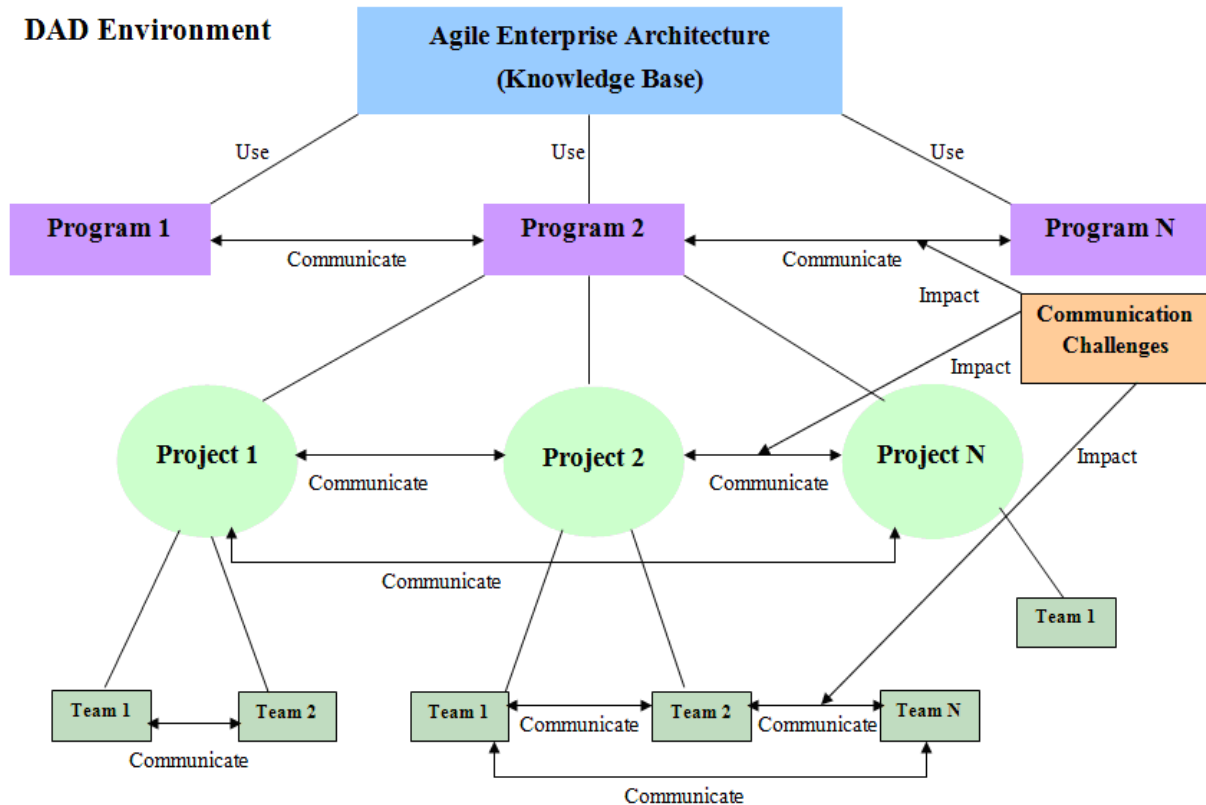 DAD Environment
Agile Enterprise Architecture
(Knowledge Base)
Use
Use
Use
Program 1
Program 2
Program N
Communicate
Communicate
Impact
Communication
Challenges
Impact
Project 1
Project 2
Project N
Impact
Communicate
Communicate
Communicate
Team 1
Team 1
Team 2
Team 1
Team 2
Team N
Communicate
Communicate
Communicate
Communicate